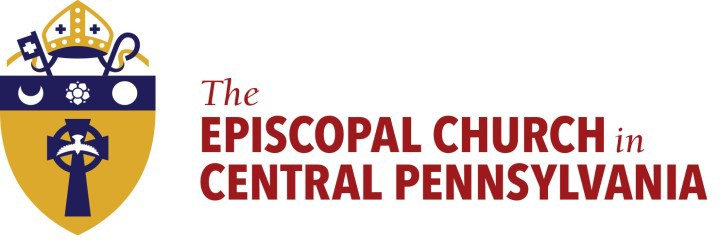 The
EPISCOPAL CHURCH in
CENTRAL PENNSYLVANIA